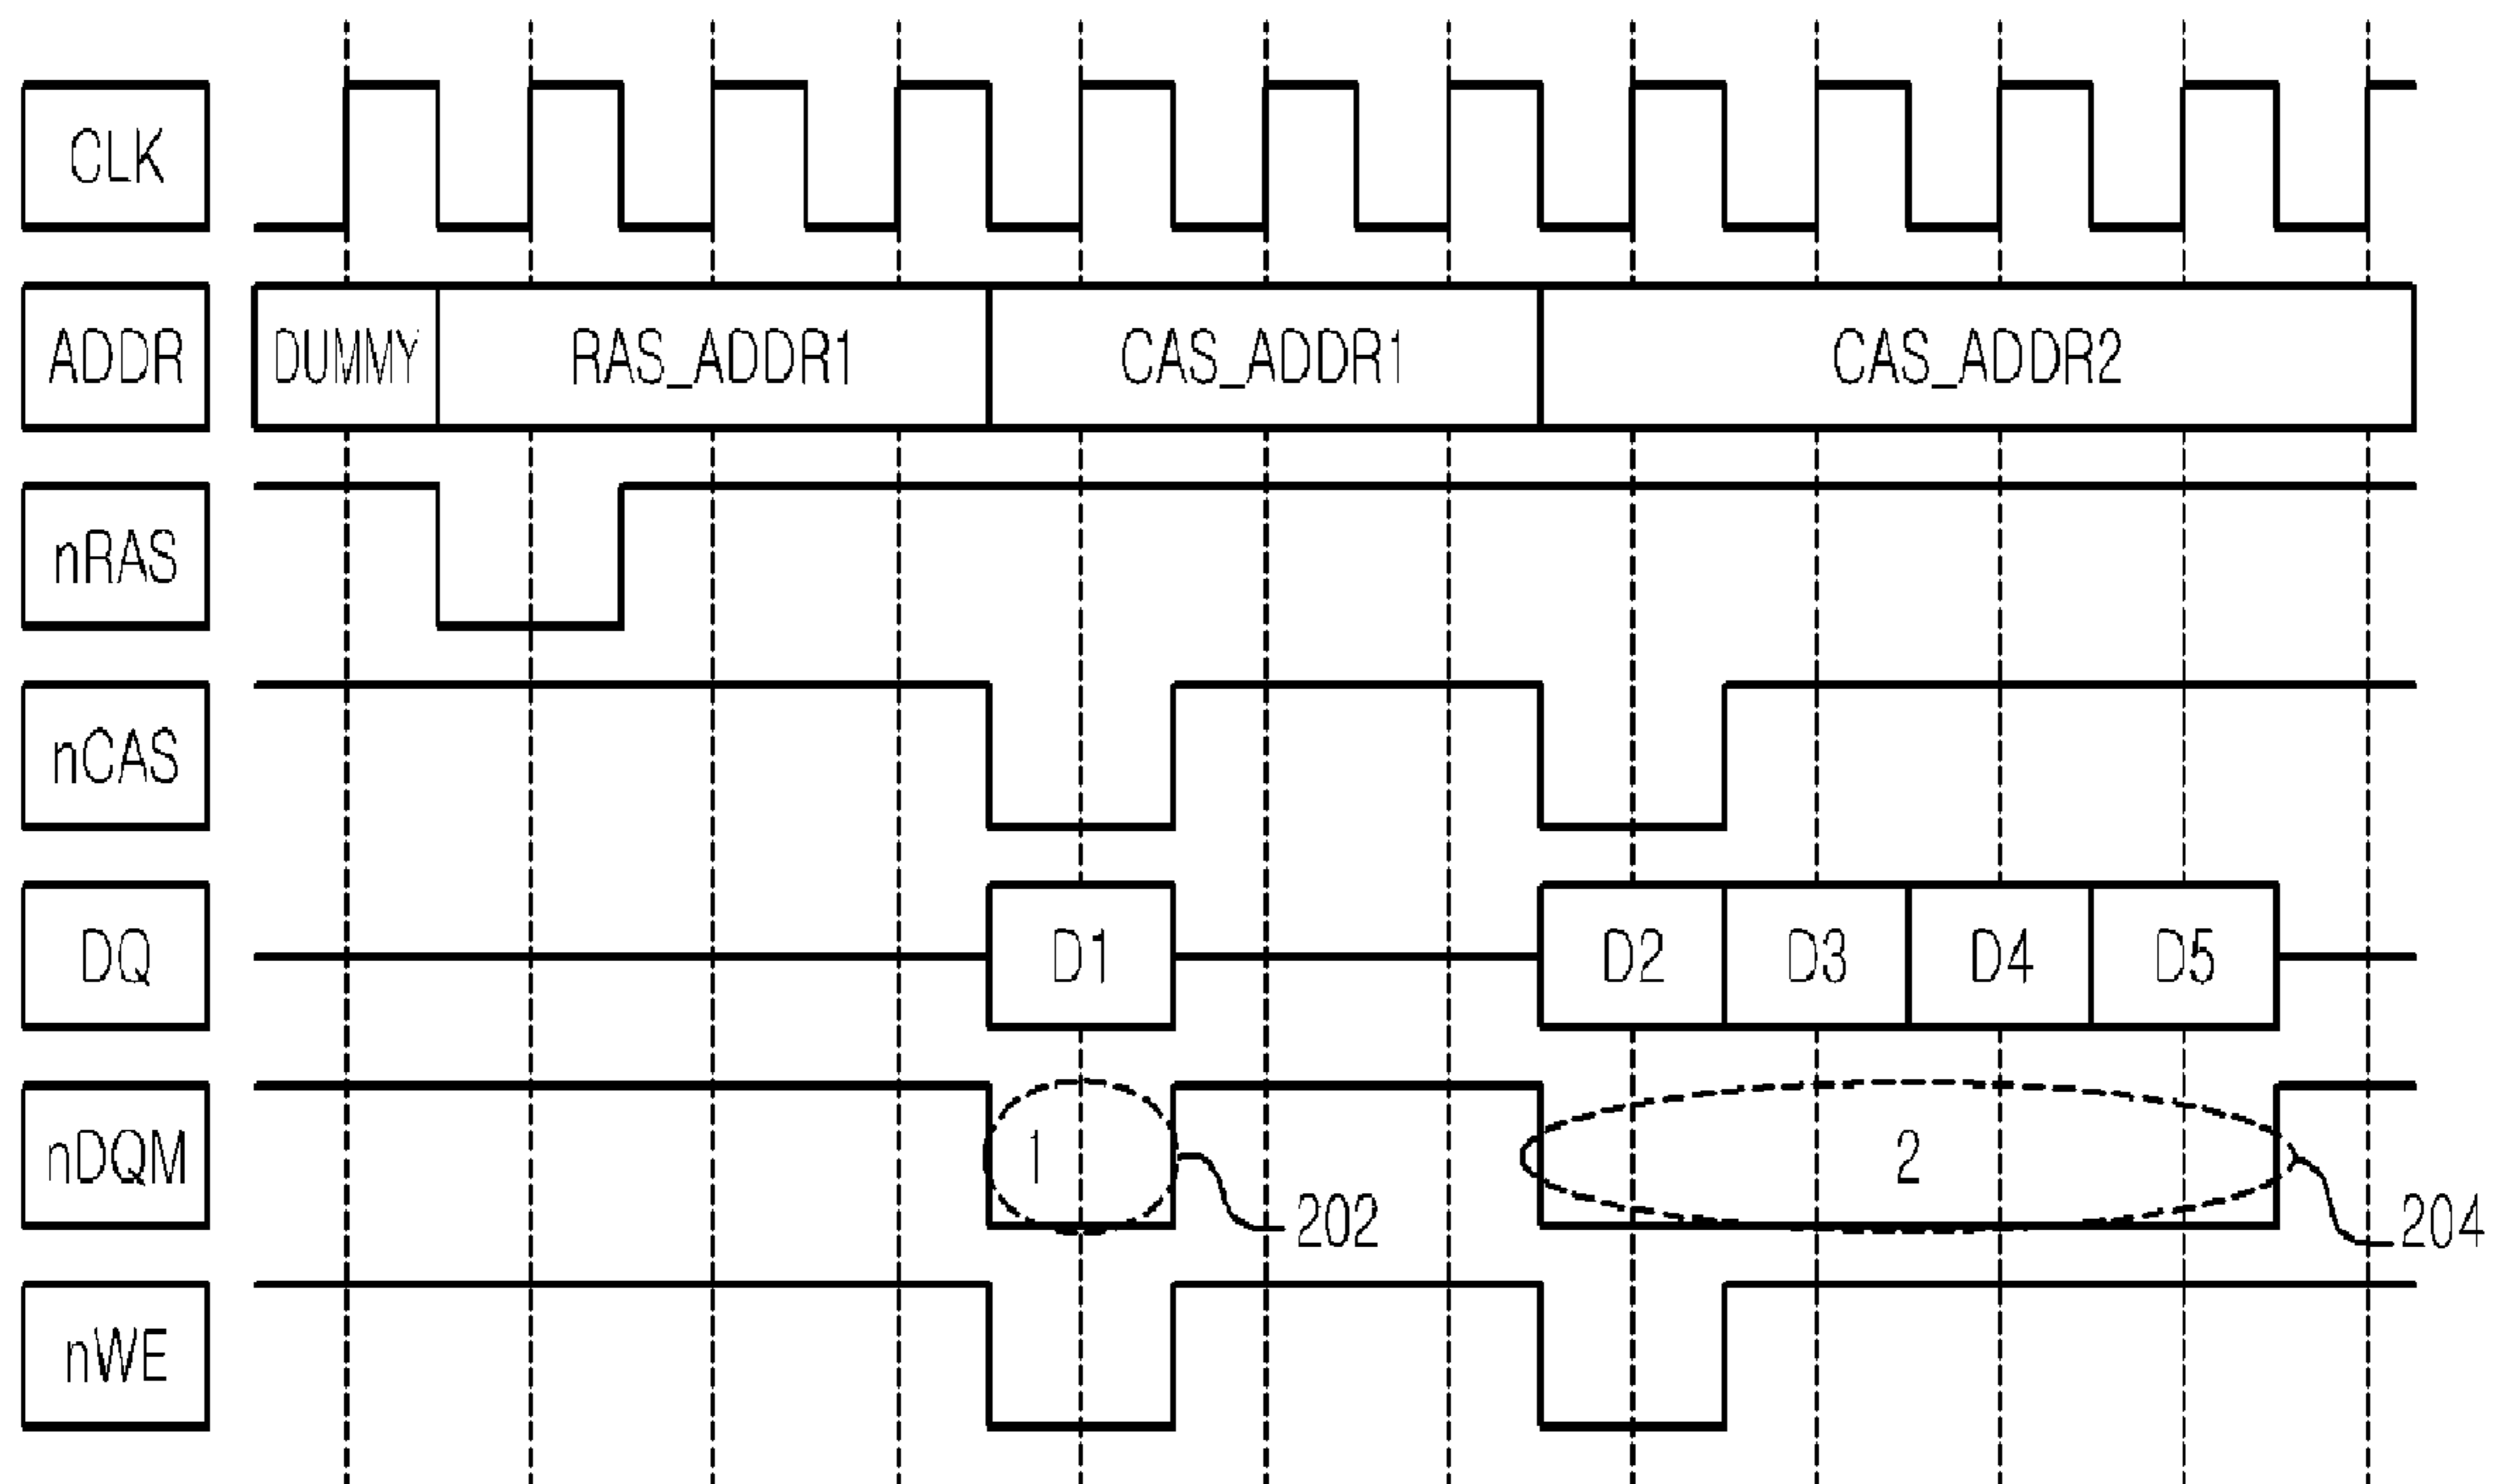 CLK
ADDR DUMMY RAS_ADDR1 CAS_ADDR1 CAS_ADDR2
nRAS
nCAS
DQ D1 D2 D3 D4 D5
nDQM 1 2
202 204
nWE